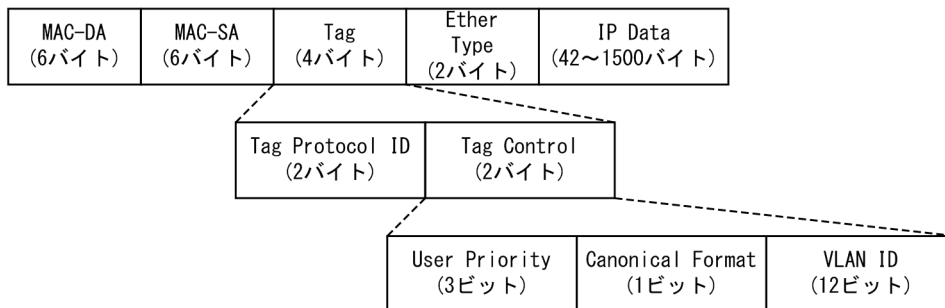 MAC-DA
(6バイト)
MAC-SA
(6バイト)
Tag
(4バイト)
Ether
Type
(2バイト)
IP Data
(42～1500バイト)
Tag Protocol ID
(2バイト)
Tag Control
(2バイト)
User Priority
(3ビット)
Canonical Format
(1ビット)
VLAN ID
(12ビット)